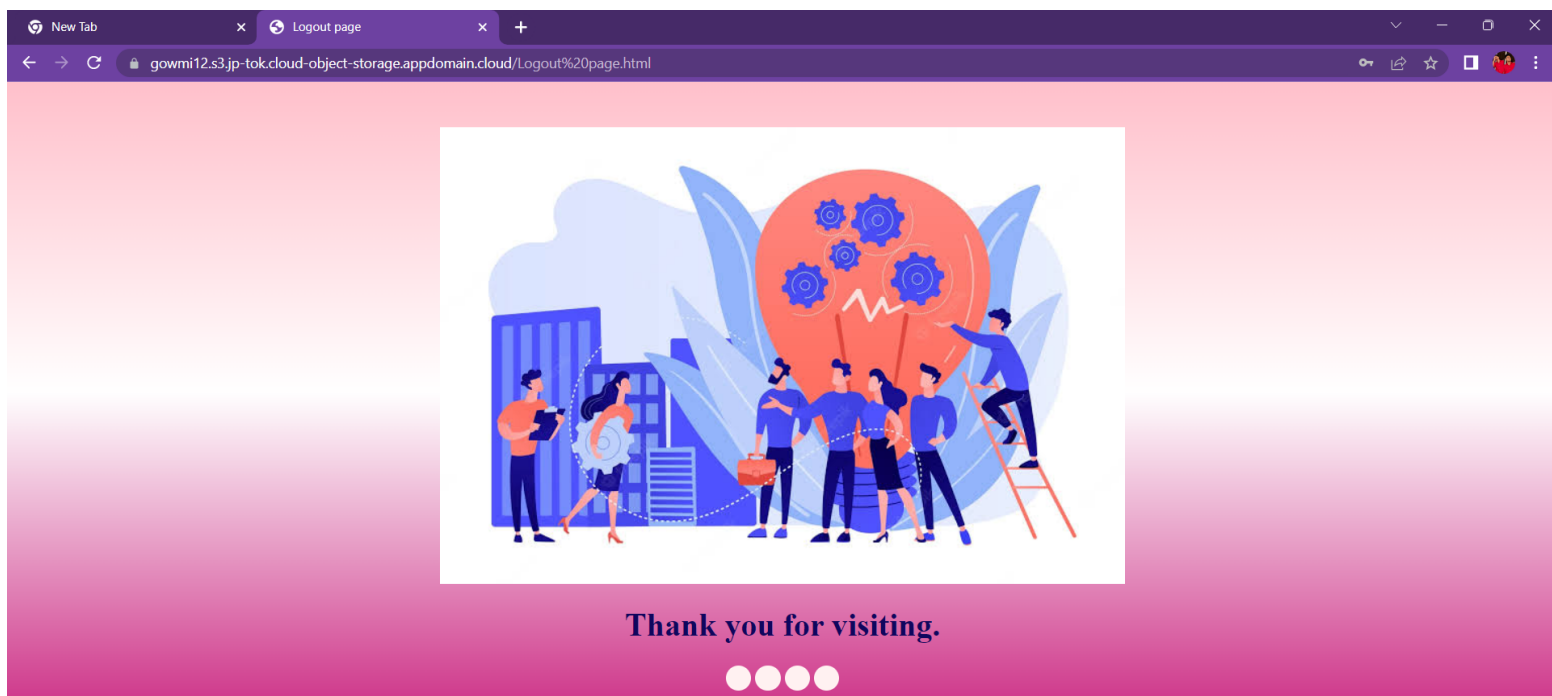 New Tab
Logout page
gowmi12.s3.jp-tok.cloud-object-storage.appdomain.cloud/Logout%20page.html
Thank you for visiting.